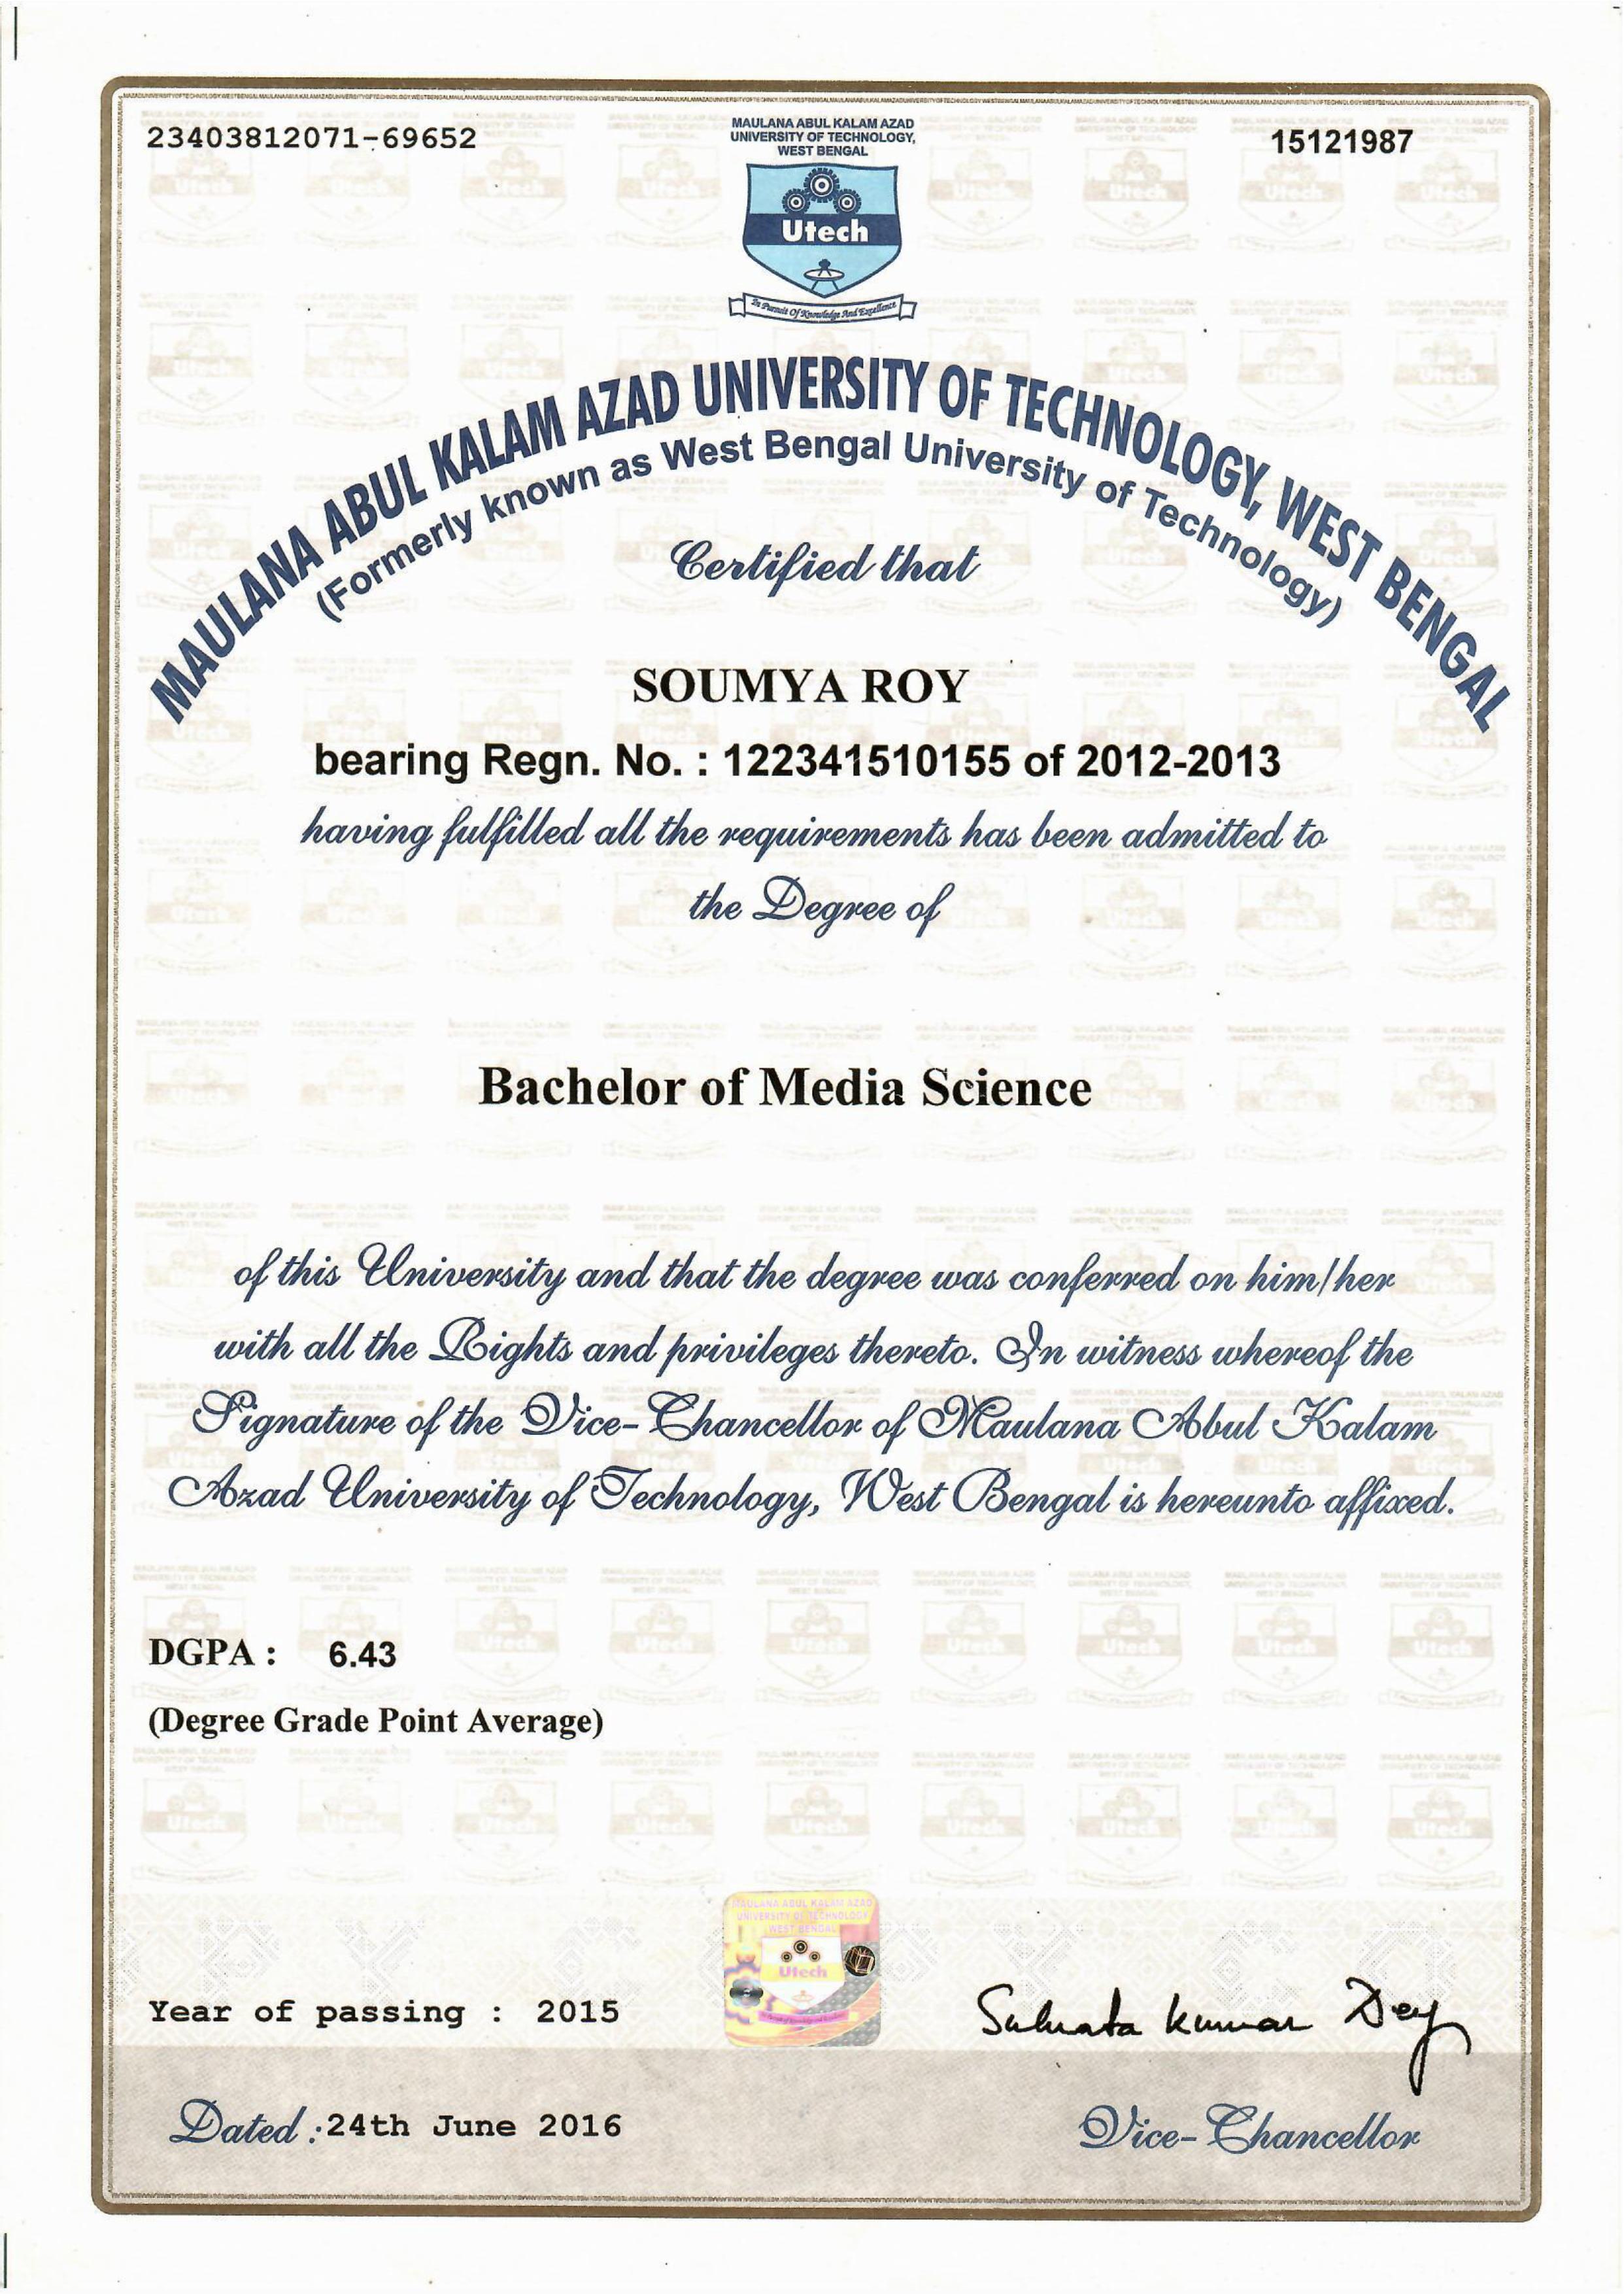 23403812071-69652
15121987
MAULANA ABUL KALAM AZAD
UNIVERSITY OF TECHNOLOGY,
WEST BENGAL
Utech
In Pursuit Of Knowledge And Excellence
MAULANA ABUL KALAM AZAD UNIVERSITY OF TECHNOLOGY, WEST BENGAL
(Formerly known as West Bengal University of Technology)
Certified that
SOUMYA ROY
bearing Regn. No. : 122341510155 of 2012-2013
having fulfilled all the requirements has been admitted to
the Degree of
Bachelor of Media Science
of this University and that the degree was conferred on him/her
with all the Rights and privileges thereto. In witness whereof the
Signature of the Vice-Chancellor of Maulana Abul Kalam
Azad University of Technology, West Bengal is hereunto affixed.
DGPA : 6.43
(Degree Grade Point Average)
MAULANA ABUL KALAM AZAD
UNIVERSITY OF TECHNOLOGY
WEST BENGAL
Utech
Year of passing : 2015
Subrata Kumar Dey
Dated : 24th June 2016
Vice-Chancellor